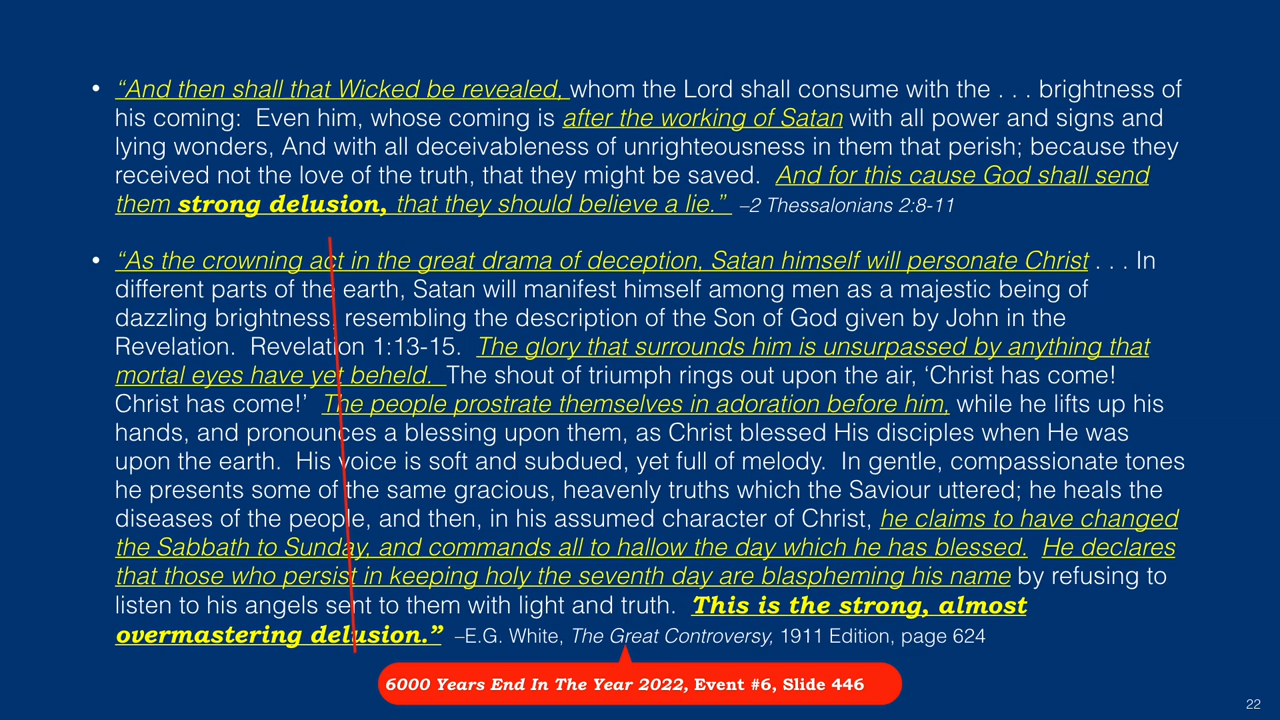 • “And then shall that Wicked be revealed, whom the Lord shall consume with the . . . brightness of
his coming:  Even him, whose coming is after the working of Satan with all power and signs and
lying wonders, And with all deceivableness of unrighteousness in them that perish; because they
received not the love of the truth, that they might be saved.  And for this cause God shall send
them strong delusion, that they should believe a lie.”  –2 Thessalonians 2:8-11
• “As the crowning act in the great drama of deception, Satan himself will personate Christ . . . In
different parts of the earth, Satan will manifest himself among men as a majestic being of
dazzling brightness, resembling the description of the Son of God given by John in the
Revelation.  Revelation 1:13-15.  The glory that surrounds him is unsurpassed by anything that
mortal eyes have yet beheld.  The shout of triumph rings out upon the air, ‘Christ has come!
Christ has come!’  The people prostrate themselves in adoration before him, while he lifts up his
hands, and pronounces a blessing upon them, as Christ blessed His disciples when He was
upon the earth.  His voice is soft and subdued, yet full of melody.  In gentle, compassionate tones
he presents some of the same gracious, heavenly truths which the Saviour uttered; he heals the
diseases of the people, and then, in his assumed character of Christ, he claims to have changed
the Sabbath to Sunday, and commands all to hallow the day which he has blessed.  He declares
that those who persist in keeping holy the seventh day are blaspheming his name by refusing to
listen to his angels sent to them with light and truth.  This is the strong, almost
overmastering delusion.”  –E.G. White, The Great Controversy, 1911 Edition, page 624
6000 Years End In The Year 2022, Event #6, Slide 446
22